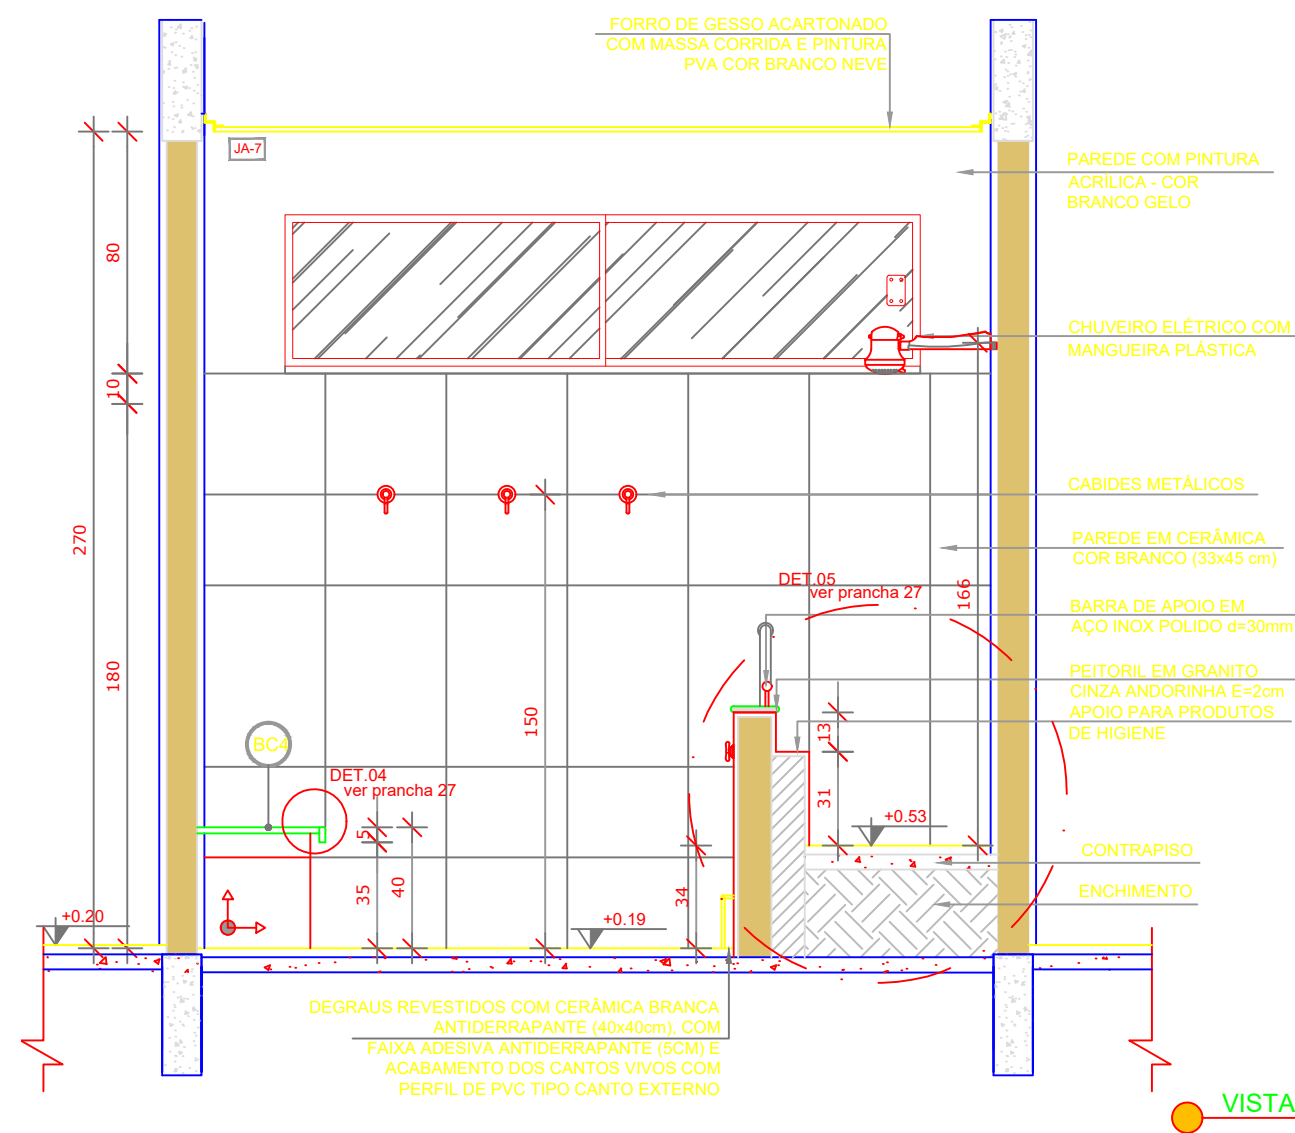 FORRO DE GESSO ACARTONADO
COM MASSA CORRIDA E PINTURA
PVA COR BRANCO NEVE
JA-7
PAREDE COM PINTURA
ACRÍLICA - COR
BRANCO GELO
80
CHUVEIRO ELÉTRICO COM
MANGUEIRA PLÁSTICA
10
CABIDES METÁLICOS
270
PAREDE EM CERÂMICA
COR BRANCO (33x45 cm)
DET.05
ver prancha 27
166
BARRA DE APOIO EM
AÇO INOX POLIDO d=30mm
180
PEITORIL EM GRANITO
CINZA ANDORINHA E=2cm
APOIO PARA PRODUTOS
DE HIGIENE
150
13
BC4
DET.04
ver prancha 27
31
+0.53
5
CONTRAPISO
35
40
34
ENCHIMENTO
+0.20
+0.19
DEGRAUS REVESTIDOS COM CERÂMICA BRANCA
ANTIDERRAPANTE (40x40cm), COM
FAIXA ADESIVA ANTIDERRAPANTE (5CM) E
ACABAMENTO DOS CANTOS VIVOS COM
PERFIL DE PVC TIPO CANTO EXTERNO
VISTA